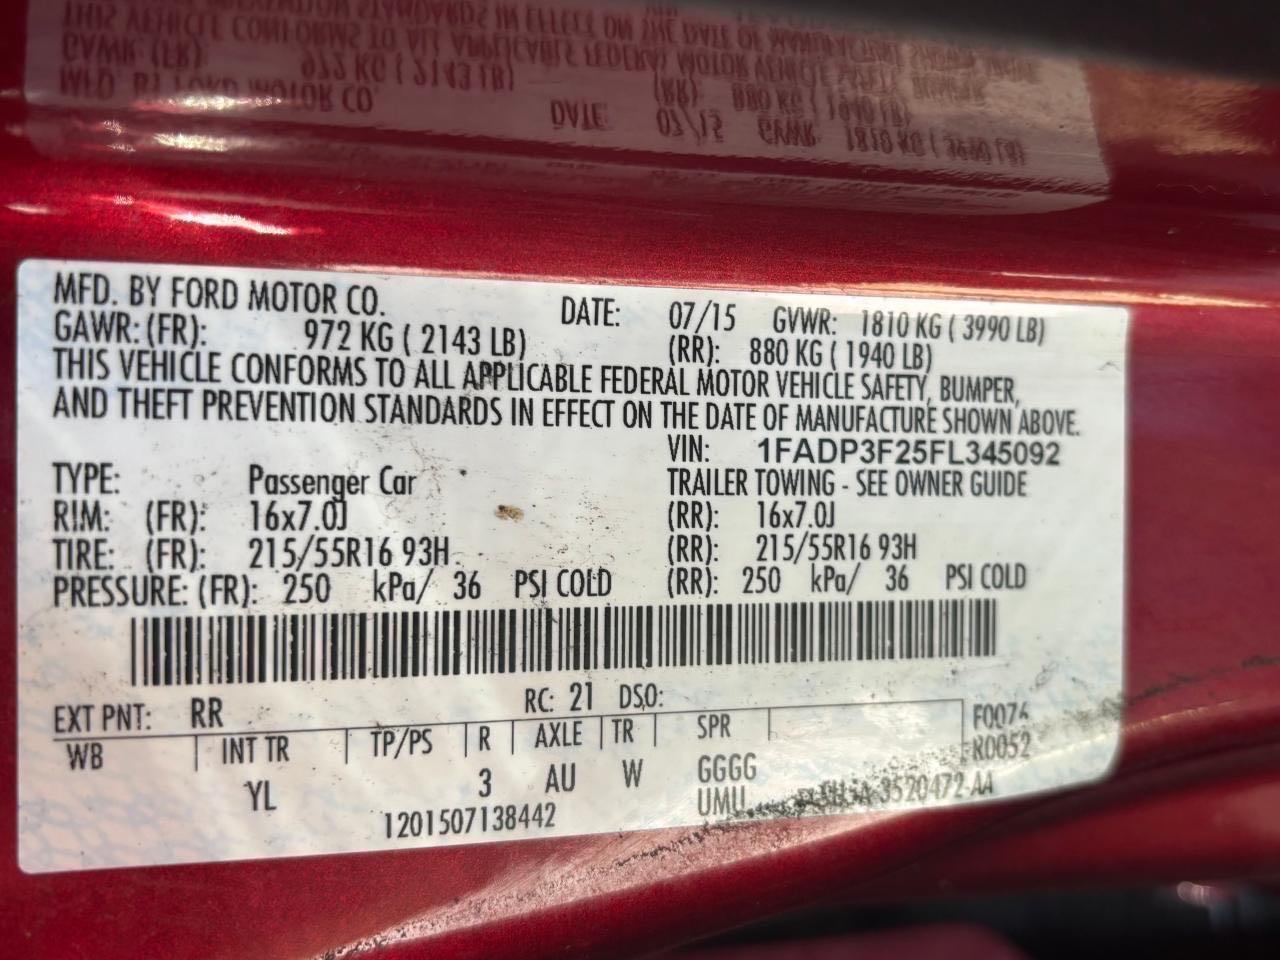 MFD. BY FORD MOTOR CO. DATE: 07/15 GVWR: 1810 KG ( 3990 LB)
GAWR: (FR): 972 KG ( 2143 LB) (RR): 880 KG ( 1940 LB)
THIS VEHICLE CONFORMS TO ALL APPLICABLE FEDERAL MOTOR VEHICLE SAFETY, BUMPER,
AND THEFT PREVENTION STANDARDS IN EFFECT ON THE DATE OF MANUFACTURE SHOWN ABOVE.
VIN: 1FADP3F25FL345092
TYPE: Passenger Car TRAILER TOWING - SEE OWNER GUIDE
RIM: (FR): 16x7.0J (RR): 16x7.0J
TIRE: (FR): 215/55R16 93H (RR): 215/55R16 93H
PRESSURE: (FR): 250 kPa/ 36 PSI COLD (RR): 250 kPa/ 36 PSI COLD
EXT PNT: RR RC: 21 DSO: F0076
WB INT TR TP/PS R AXLE TR SPR R0052
YL 3 AU W GGGG
1201507138442 UMU